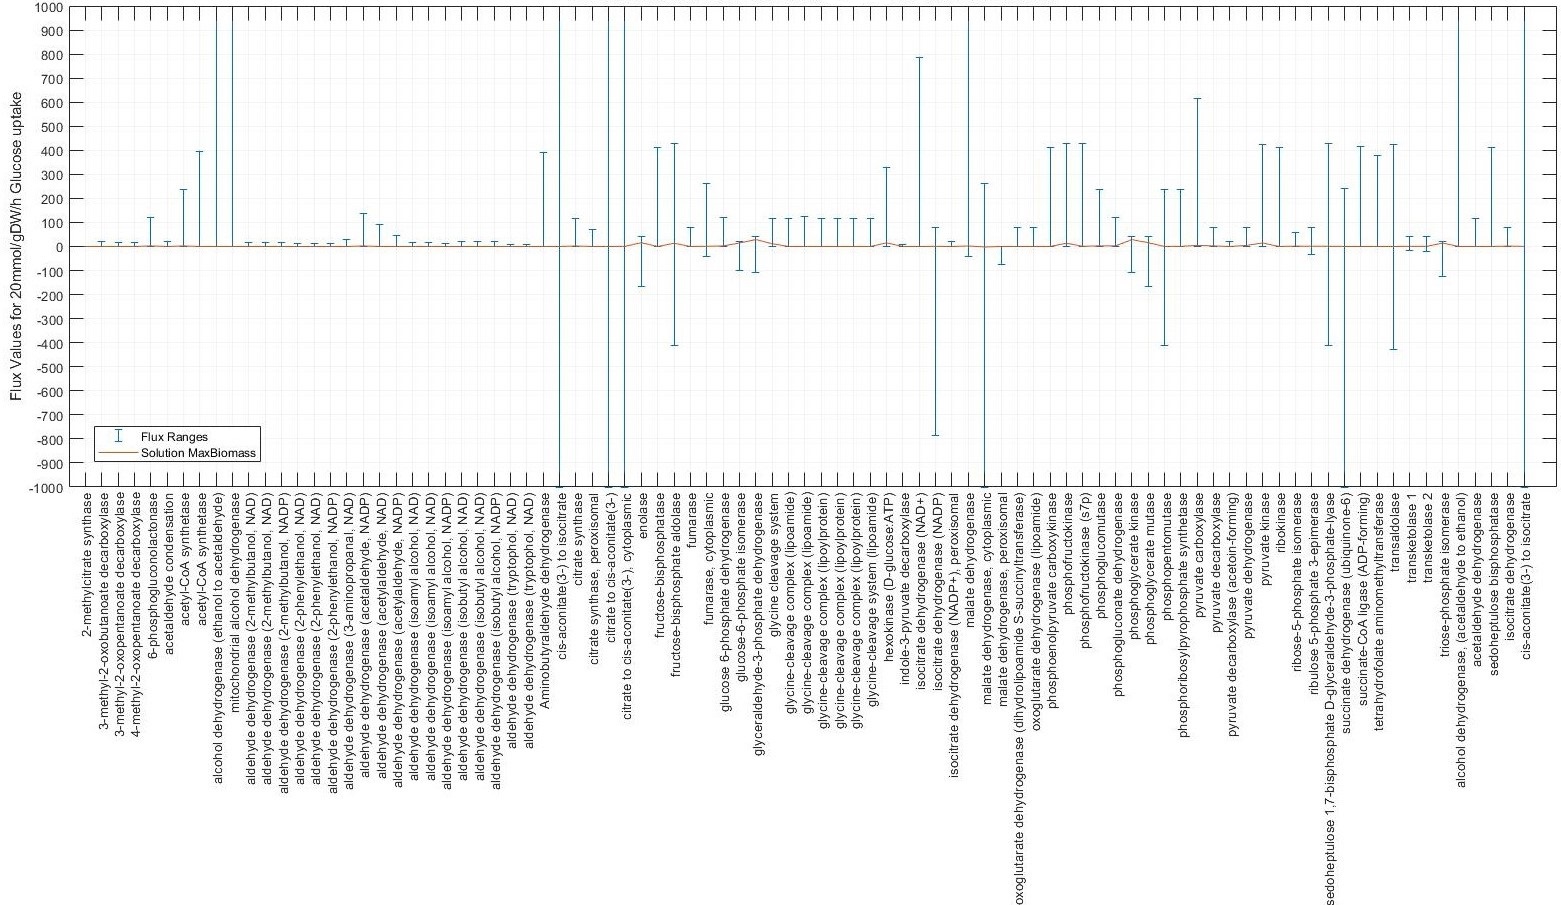 Flux Values for 20mmol/gDW/h Glucose uptake
-1000
-900
-800
-700
-600
-500
-400
-300
-200
-100
0
100
200
300
400
500
600
700
800
900
1000
Flux Ranges
Solution MaxBiomass
2-methylcitrate synthase
3-methyl-2-oxobutanoate decarboxylase
3-methyl-2-oxopentanoate decarboxylase
4-methyl-2-oxopentanoate decarboxylase
6-phosphogluconolactonase
acetaldehyde condensation
acetyl-CoA synthetase
acetyl-CoA synthetase
alcohol dehydrogenase (ethanol to acetaldehyde)
mitochondrial alcohol dehydrogenase
aldehyde dehydrogenase (2-methylbutanol, NAD)
aldehyde dehydrogenase (2-methylbutanol, NAD)
aldehyde dehydrogenase (2-methylbutanol, NADP)
aldehyde dehydrogenase (2-phenylethanol, NAD)
aldehyde dehydrogenase (2-phenylethanol, NAD)
aldehyde dehydrogenase (2-phenylethanol, NADP)
aldehyde dehydrogenase (3-aminopropanal, NAD)
aldehyde dehydrogenase (acetaldehyde, NADP)
aldehyde dehydrogenase (acetylaldehyde, NAD)
aldehyde dehydrogenase (acetylaldehyde, NADP)
aldehyde dehydrogenase (isoamyl alcohol, NAD)
aldehyde dehydrogenase (isoamyl alcohol, NAD)
aldehyde dehydrogenase (isoamyl alcohol, NADP)
aldehyde dehydrogenase (isobutyl alcohol, NAD)
aldehyde dehydrogenase (isobutyl alcohol, NAD)
aldehyde dehydrogenase (isobutyl alcohol, NADP)
aldehyde dehydrogenase (tryptophol, NAD)
aldehyde dehydrogenase (tryptophol, NAD)
Aminobutyraldehyde dehydrogenase
cis-aconitate(3-) to isocitrate
citrate synthase
citrate synthase, peroxisomal
citrate to cis-aconitate(3-)
citrate to cis-aconitate(3-), cytoplasmic
enolase
fructose-bisphosphatase
fructose-bisphosphate aldolase
fumarase
fumarase, cytoplasmic
glucose 6-phosphate dehydrogenase
glucose-6-phosphate isomerase
glyceraldehyde-3-phosphate dehydrogenase
glycine cleavage system
glycine-cleavage complex (lipoamide)
glycine-cleavage complex (lipoamide)
glycine-cleavage complex (lipoylprotein)
glycine-cleavage complex (lipoylprotein)
glycine-cleavage complex (lipoylprotein)
glycine-cleavage system (lipoamide)
hexokinase (D-glucose:ATP)
indole-3-pyruvate decarboxylase
isocitrate dehydrogenase (NAD+)
isocitrate dehydrogenase (NADP)
isocitrate dehydrogenase (NADP+), peroxisomal
malate dehydrogenase
malate dehydrogenase, cytoplasmic
malate dehydrogenase, peroxisomal
oxoglutarate dehydrogenase (dihydrolipoamide S-succinyltransferase)
oxoglutarate dehydrogenase (lipoamide)
phosphoenolpyruvate carboxykinase
phosphofructokinase
phosphofructokinase (s7p)
phosphoglucomutase
phosphogluconate dehydrogenase
phosphoglycerate kinase
phosphoglycerate mutase
phosphopentomutase
phosphoribosylpyrophosphate synthetase
pyruvate carboxylase
pyruvate decarboxylase
pyruvate decarboxylase (acetoin-forming)
pyruvate dehydrogenase
pyruvate kinase
ribokinase
ribose-5-phosphate isomerase
ribulose 5-phosphate 3-epimerase
sedoheptulose 1,7-bisphosphate D-glyceraldehyde-3-phosphate-lyase
succinate dehydrogenase (ubiquinone-6)
succinate-CoA ligase (ADP-forming)
tetrahydrofolate aminomethyltransferase
transaldolase
transketolase 1
transketolase 2
triose-phosphate isomerase
alcohol dehydrogenase, (acetaldehyde to ethanol)
acetaldehyde dehydrogenase
sedoheptulose bisphosphatase
isocitrate dehydrogenase
cis-aconitate(3-) to isocitrate